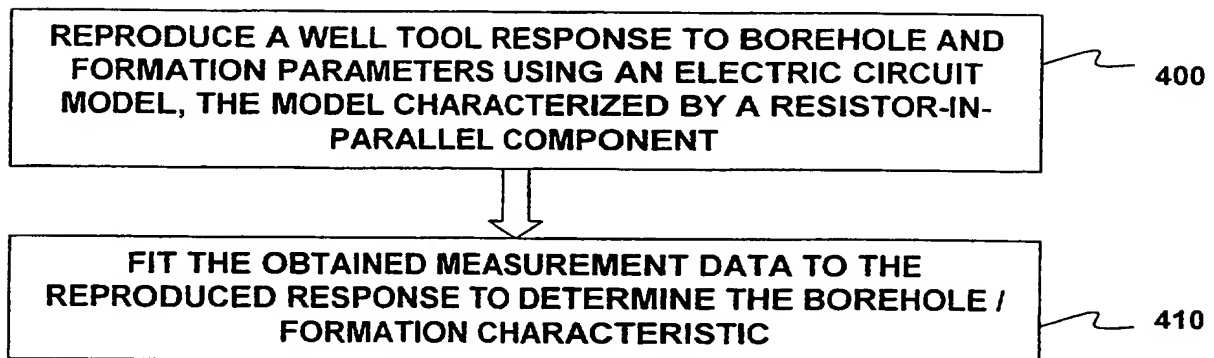 REPRODUCE A WELL TOOL RESPONSE TO BOREHOLE AND
FORMATION PARAMETERS USING AN ELECTRIC CIRCUIT
MODEL, THE MODEL CHARACTERIZED BY A RESISTOR-IN-
PARALLEL COMPONENT
400
FIT THE OBTAINED MEASUREMENT DATA TO THE
REPRODUCED RESPONSE TO DETERMINE THE BOREHOLE /
FORMATION CHARACTERISTIC
410